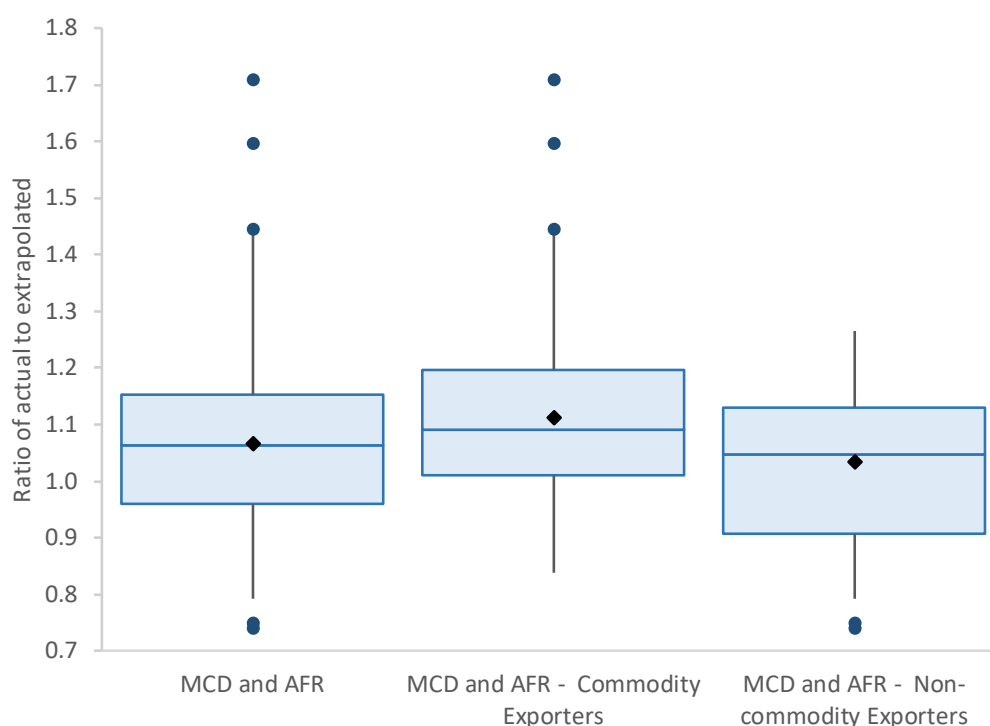 1.8
1.7
1.6
1.5
1.4
1.3
1.2
1.1
1.0
0.9
0.8
0.7
Ratio of actual to extrapolated
MCD and AFR
MCD and AFR - Commodity
Exporters
MCD and AFR - Non-
commodity Exporters